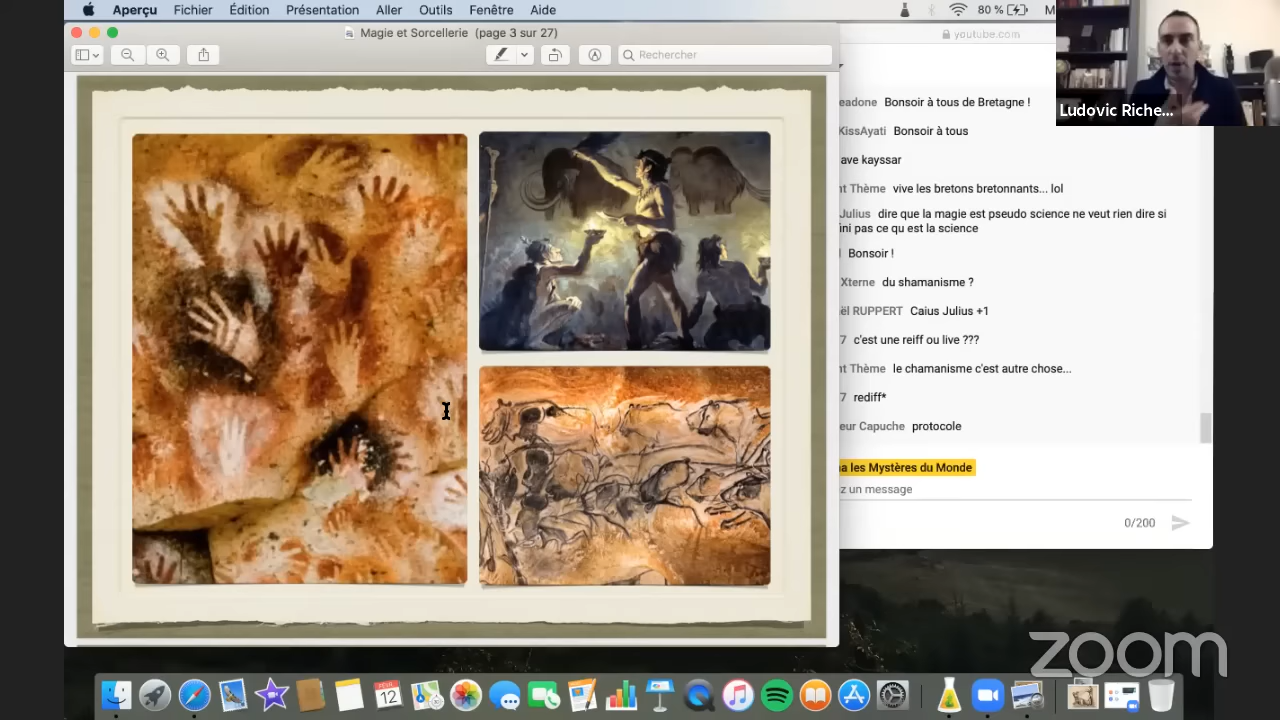 Aperçu Fichier Édition Présentation Aller Outils Fenêtre Aide 80 % M
Magie et Sorcellerie (page 3 sur 27)
Rechercher
youtube.com
Ludovic Riche...
eadone Bonsoir à tous de Bretagne !
KissAyati Bonsoir à tous
ave kayssar
nt Thème vive les bretons bretonnants... lol
Julius dire que la magie est pseudo science ne veut rien dire si
ini pas ce qu est la science
Bonsoir !
Xterne du shamanisme ?
ël RUPPERT Caius Julius +1
7 c'est une reiff ou live ???
nt Thème le chamanisme c'est autre chose...
7 rediff*
eur Capuche protocole
a les Mystères du Monde
z un message
0/200
zoom
FÉVR.
12